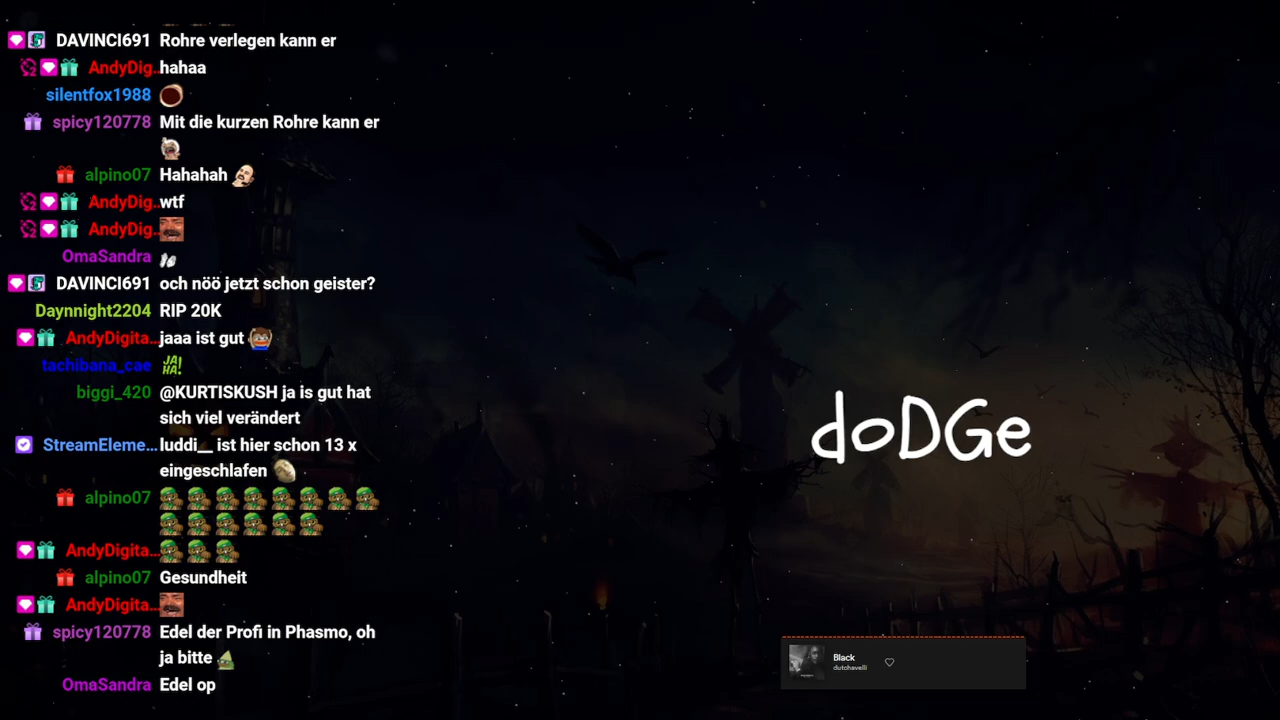 DAVINCI691 Rohre verlegen kann er
AndyDig.. hahaa
silentfox1988
spicy120778 Mit die kurzen Rohre kann er
alpino07 Hahahah
AndyDig.. wtf
AndyDig..
OmaSandra
DAVINCI691 och nöö jetzt schon geister?
Daynnight2204 RIP 20K
AndyDigita... jaaa ist gut
tachibana_cae JA HA!
biggi_420 @KURTISKUSH ja is gut hat
sich viel verändert
StreamEleme... luddi__ ist hier schon 13 x
eingeschlafen
alpino07
AndyDigita...
alpino07 Gesundheit
AndyDigita...
spicy120778 Edel der Profi in Phasmo, oh
ja bitte
OmaSandra Edel op
doDGe
Black
dutchavelli